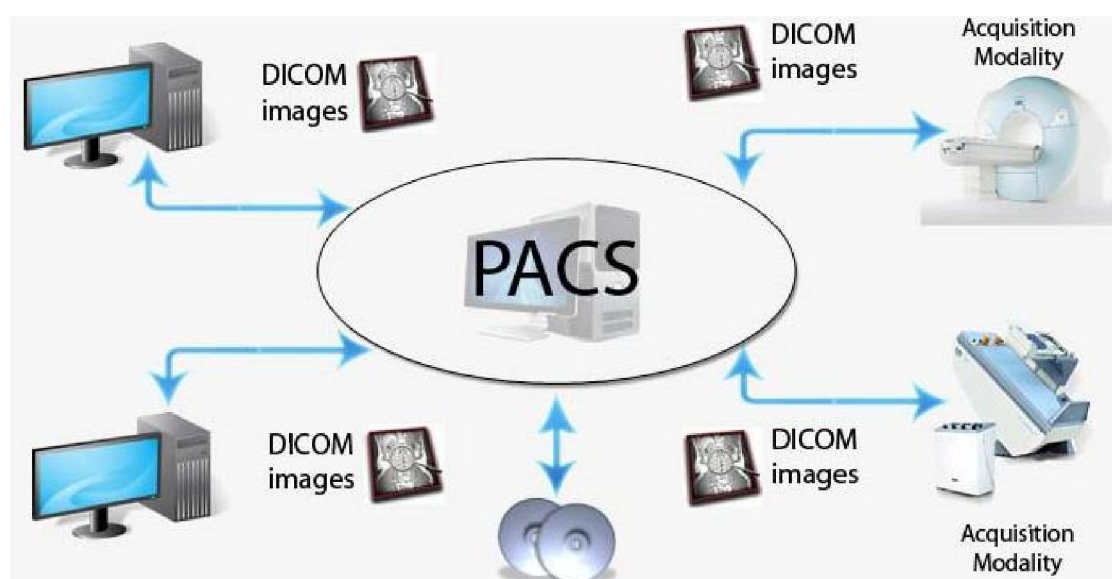 DICOM
images
DICOM
images
Acquisition
Modality
PACS
DICOM
images
DICOM
images
Acquisition
Modality